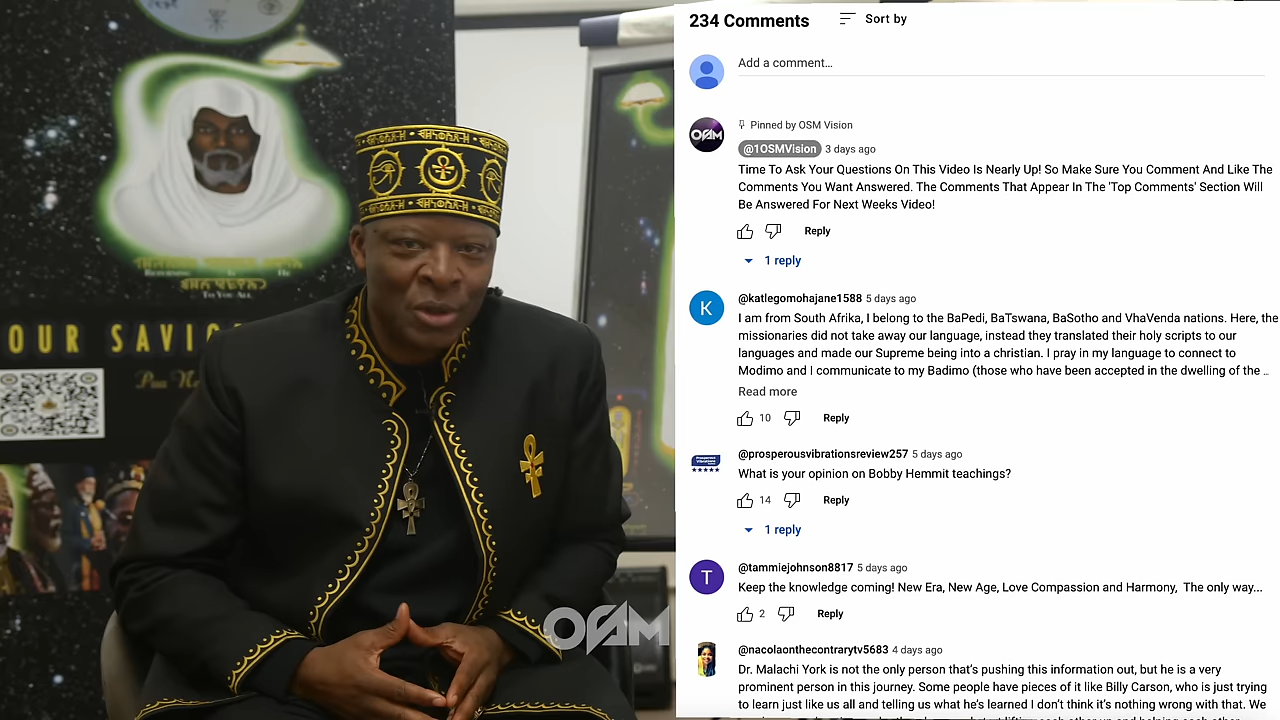 234 Comments
Sort by
Add a comment...
OSM
Pinned by OSM Vision
@1OSMVision 3 days ago
Time To Ask Your Questions On This Video Is Nearly Up! So Make Sure You Comment And Like The
Comments You Want Answered. The Comments That Appear In The 'Top Comments' Section Will
Be Answered For Next Weeks Video!
Reply
1 reply
K
@katlegomohajane1588 5 days ago
I am from South Afrika, I belong to the BaPedi, BaTswana, BaSotho and VhaVenda nations. Here, the
missionaries did not take away our language, instead they translated their holy scripts to our
languages and made our Supreme being into a christian. I pray in my language to connect to
Modimo and I communicate to my Badimo (those who have been accepted in the dwelling of the ...
Read more
10 Reply
@prosperousvibrationsreview257 5 days ago
What is your opinion on Bobby Hemmit teachings?
14 Reply
1 reply
T
@tammiejohnson8817 5 days ago
Keep the knowledge coming! New Era, New Age, Love Compassion and Harmony, The only way...
2 Reply
@nacolaonthecontrarytv5683 4 days ago
Dr. Malachi York is not the only person that's pushing this information out, but he is a very
prominent person in this journey. Some people have pieces of it like Billy Carson, who is just trying
to learn just like us all and telling us what he's learned I don't think it's nothing wrong with that. We
Returning Is He
To You All
OUR SAVIO
Paa
OSM